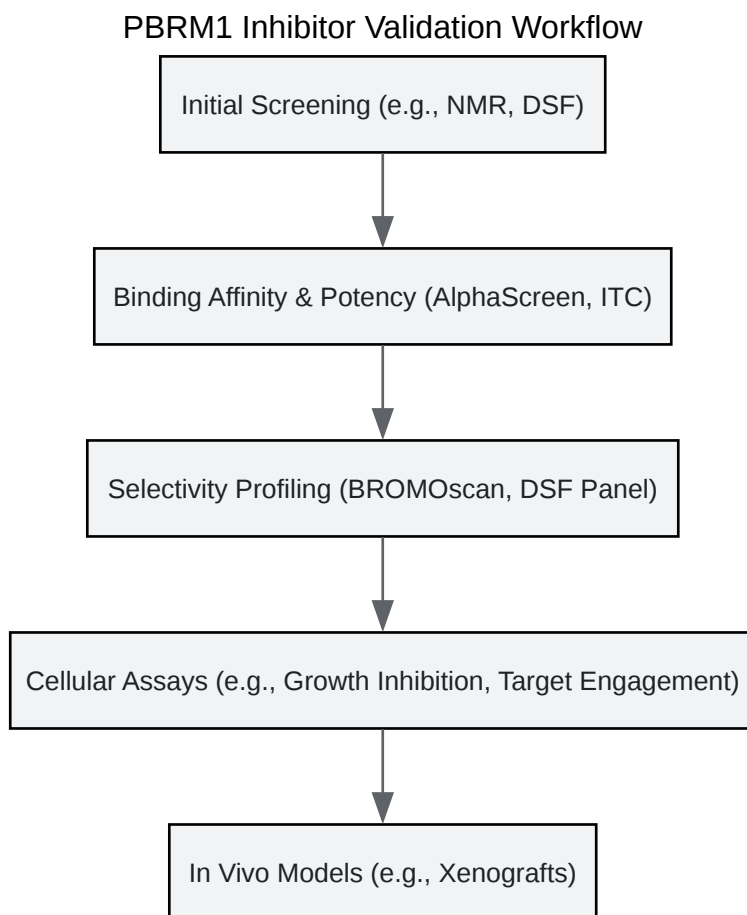 PBRM1 Inhibitor Validation Workflow
Initial Screening (e.g., NMR, DSF)
Binding Affinity & Potency (AlphaScreen, ITC)
Selectivity Profiling (BROMOscan, DSF Panel)
Cellular Assays (e.g., Growth Inhibition, Target Engagement)
In Vivo Models (e.g., Xenografts)